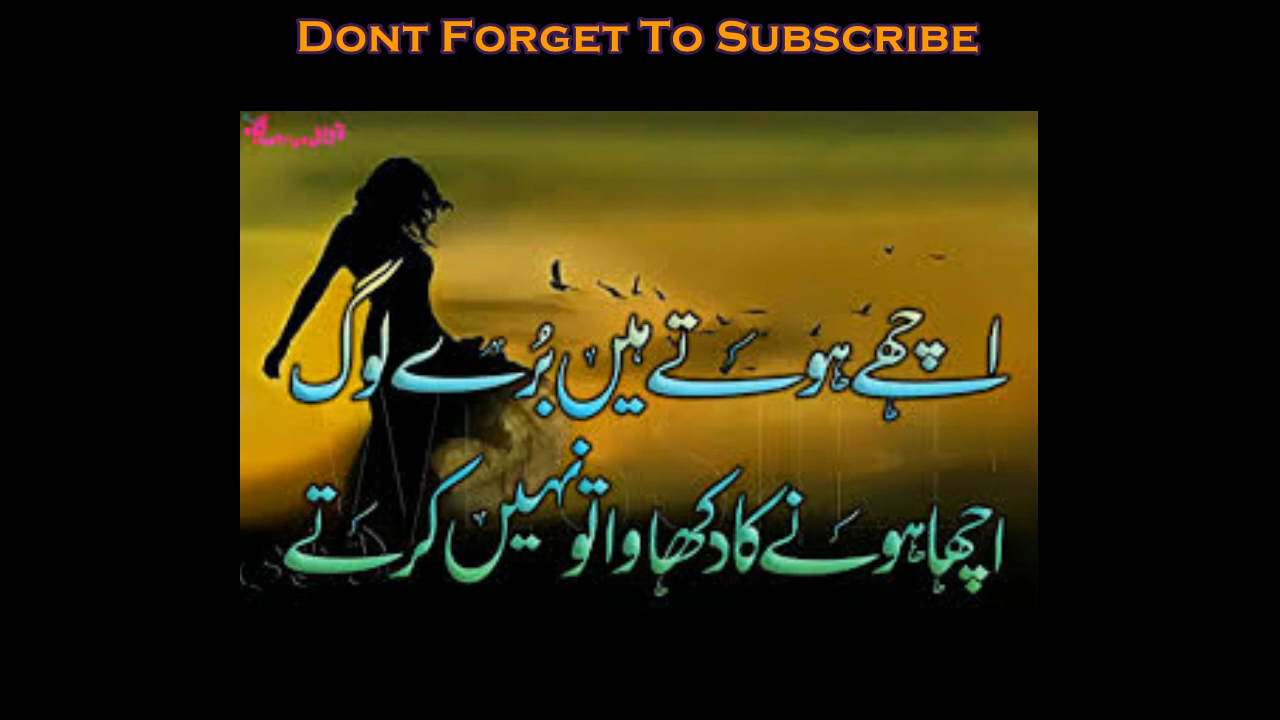 DONT FORGET TO SUBSCRIBE
اچھے ہوتے ہیں بُرے لوگ
اچھا ہونے کا دکھاوا تو نہیں کرتے